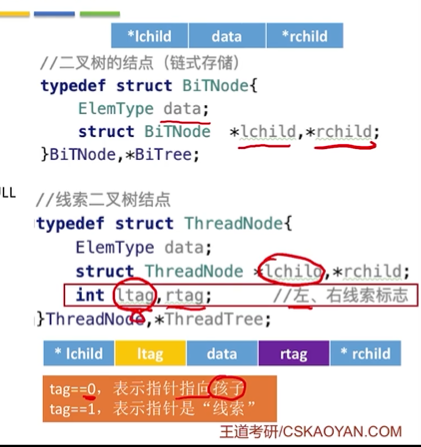 *lchild data *rchild
//二叉树的结点（链式存储）
typedef struct BiTNode{
ElemType data;
struct BiTNode *lchild,*rchild;
}BiTNode,*BiTree;
//线索二叉树结点
typedef struct ThreadNode{
ElemType data;
struct ThreadNode *lchild,*rchild;
int ltag,rtag; //左、右线索标志
}ThreadNode,*ThreadTree;
* lchild ltag data rtag * rchild
tag==0，表示指针指向孩子
tag==1，表示指针是“线索”
王道考研/CSKAOYAN.COM